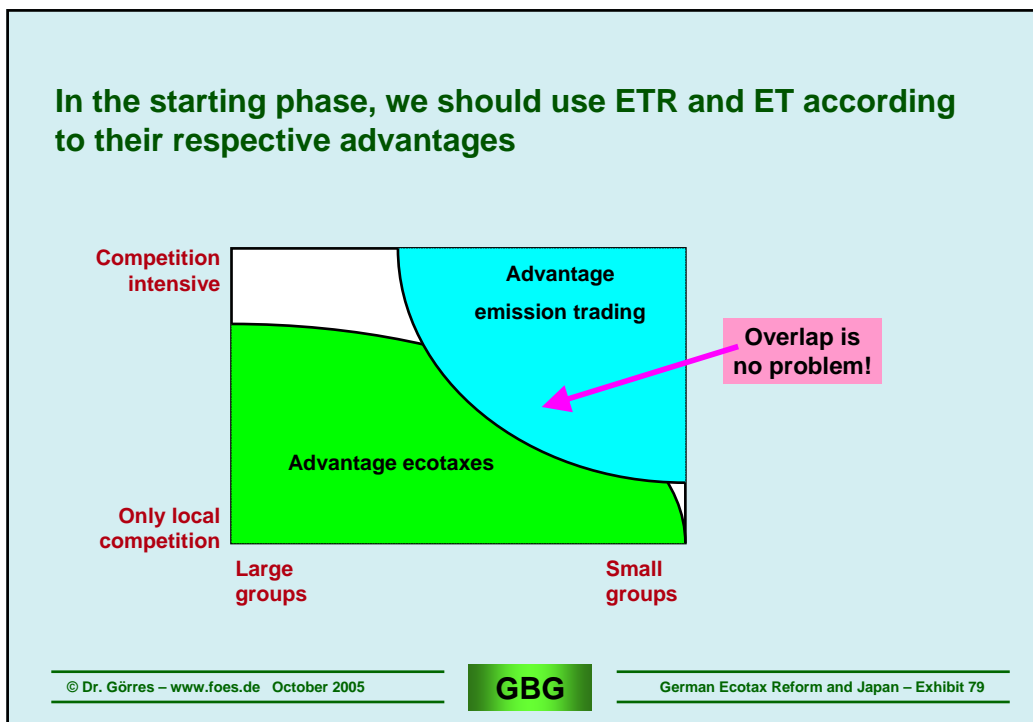 In the starting phase, we should use ETR and ET according
to their respective advantages
Competition
intensive
Advantage
emission trading
Overlap is
no problem!
Advantage ecotaxes
Only local
competition
Large
groups
Small
groups
© Dr. Görres – www.foes.de October 2005
GBG
German Ecotax Reform and Japan – Exhibit 79